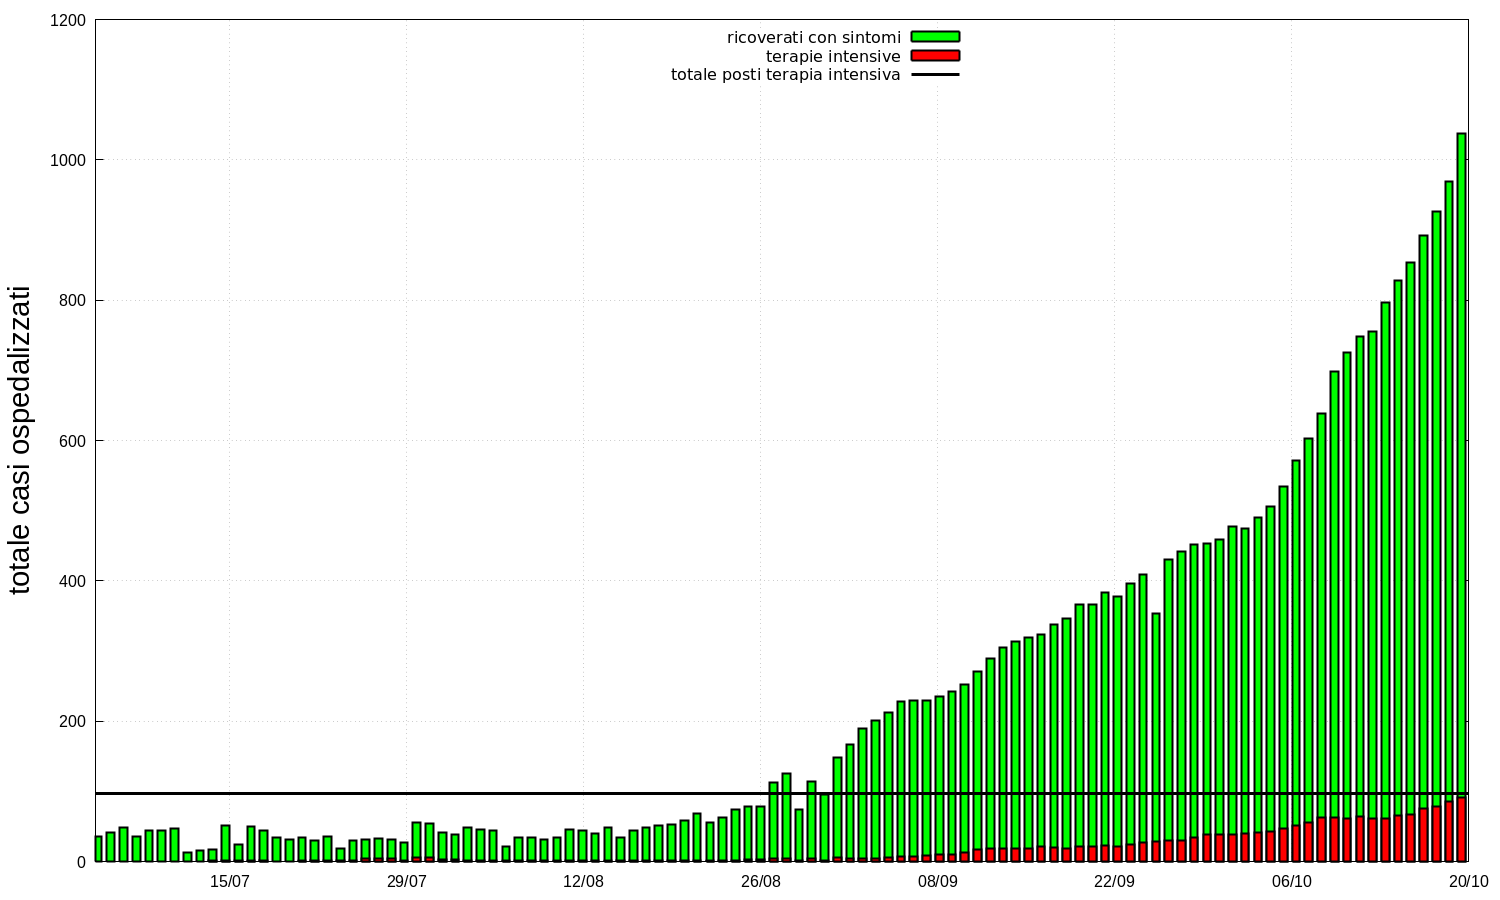 ricoverati con sintomi
terapie intensive
totale posti terapia intensiva
totale casi ospedalizzati
1200
1000
800
600
400
200
0
15/07 29/07 12/08 26/08 08/09 22/09 06/10 20/10